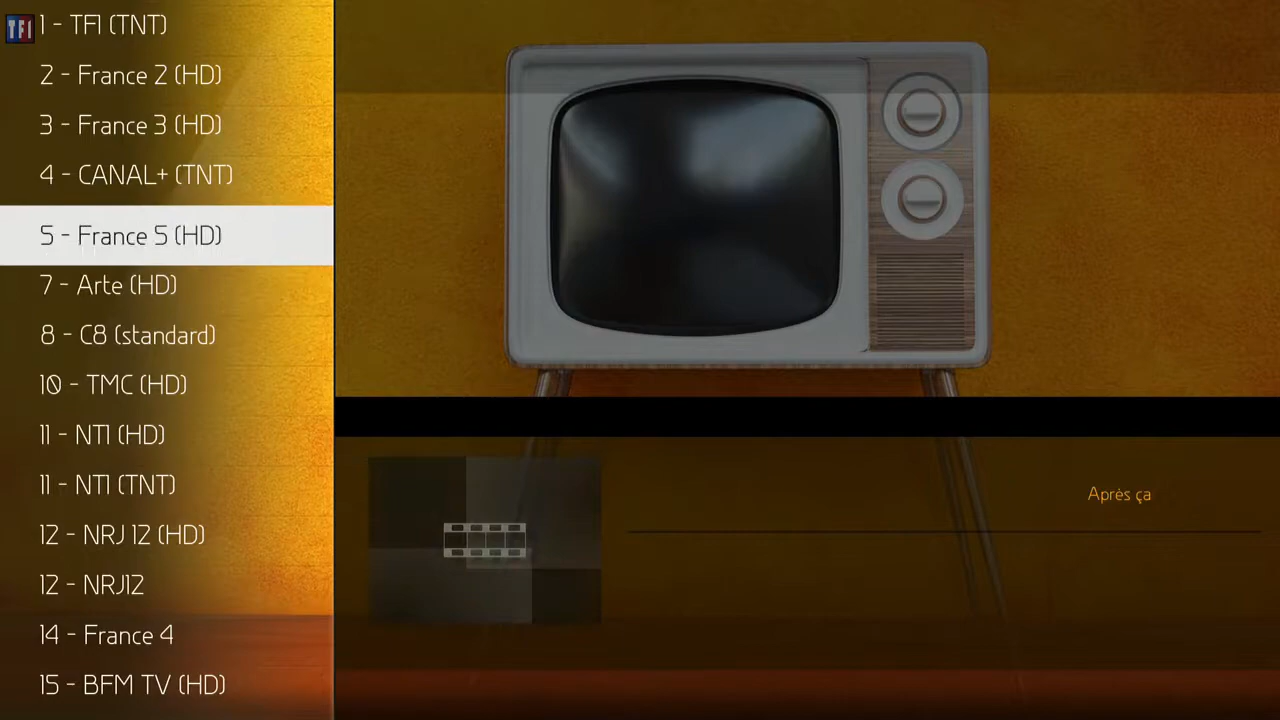 TF1
1 - TF1 (TNT)
2 - France 2 (HD)
3 - France 3 (HD)
4 - CANAL+ (TNT)
5 - France 5 (HD)
7 - Arte (HD)
8 - C8 (standard)
10 - TMC (HD)
11 - NT1 (HD)
11 - NT1 (TNT)
12 - NRJ 12 (HD)
12 - NRJ12
14 - France 4
15 - BFM TV (HD)
Après ça